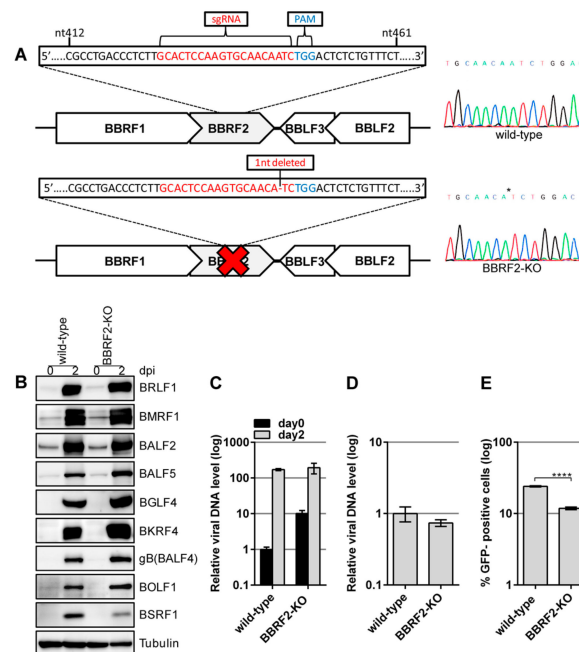 sgRNA PAM
nt412 nt461
A
5’.....CGCCTGACCCTCTTGCACTCCAAGTGCAACAATCTGGACTCTCTGTTTCT.....3’
TGCAACAATCTGGA
BBRF1 BBRF2 BBLF3 BBLF2
wild-type
1nt deleted
5’.....CGCCTGACCCTCTTGCACTCCAAGTGCAACA-TCTGGACTCTCTGTTTCT.....3’
*
TGCAACATCTGGAC
BBRF1 BBLF3 BBLF2
BBRF2-KO
B
wild-type BBRF2-KO
0 2 0 2 dpi
BRLF1
BMRF1
BALF2
BALF5
BGLF4
BKRF4
gB(BALF4)
BOLF1
BSRF1
Tubulin
C
day0
day2
Relative viral DNA level (log)
1000
100
10
1
0.1
wild-type BBRF2-KO
D
Relative viral DNA level (log)
10
1
0.1
wild-type BBRF2-KO
E
% GFP- positive cells (log)
100
10
1
****
wild-type BBRF2-KO